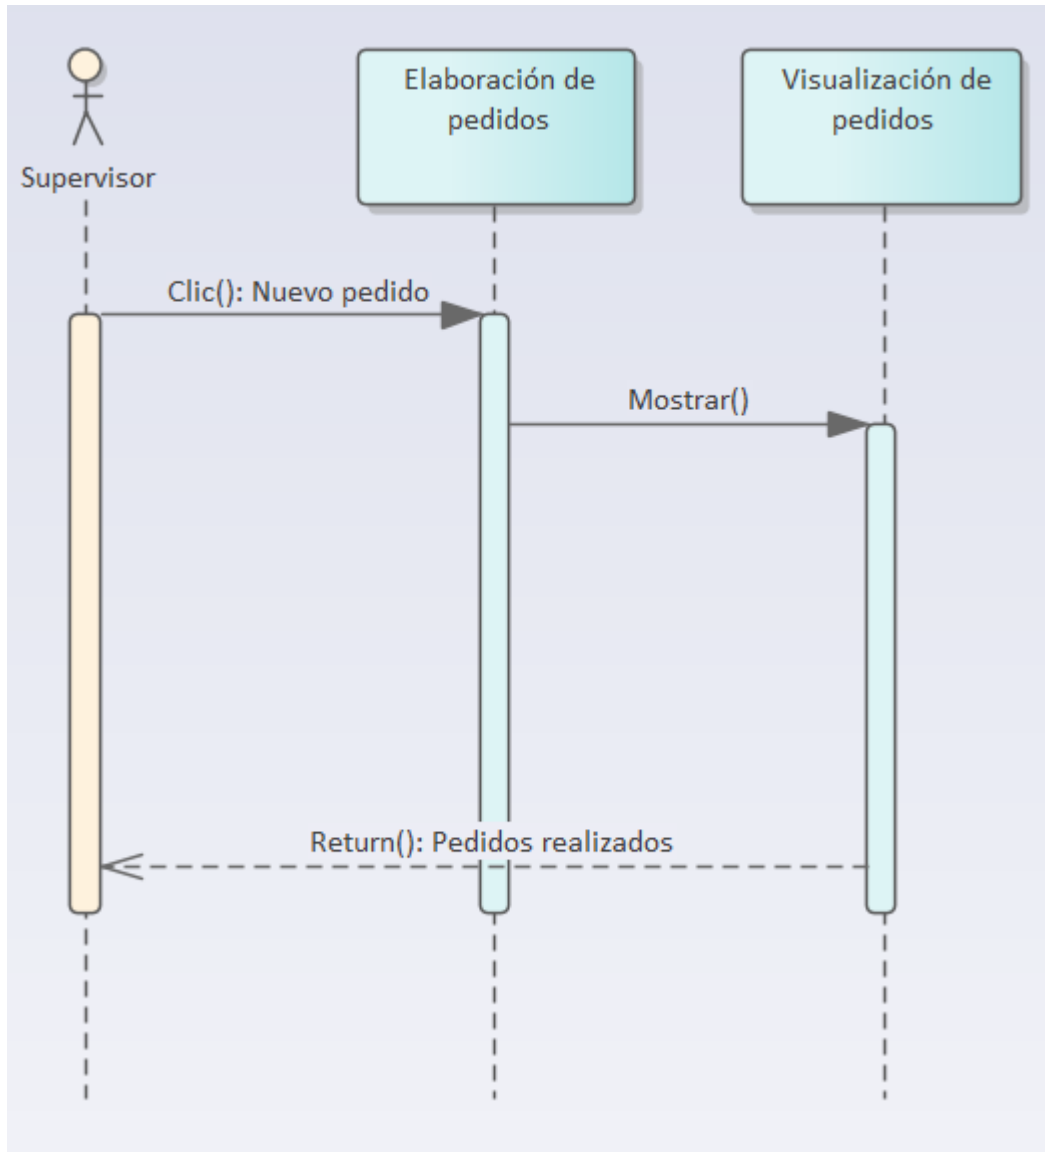 Elaboración de
pedidos
Visualización de
pedidos
Supervisor
Clic(): Nuevo pedido
Mostrar()
Return(): Pedidos realizados